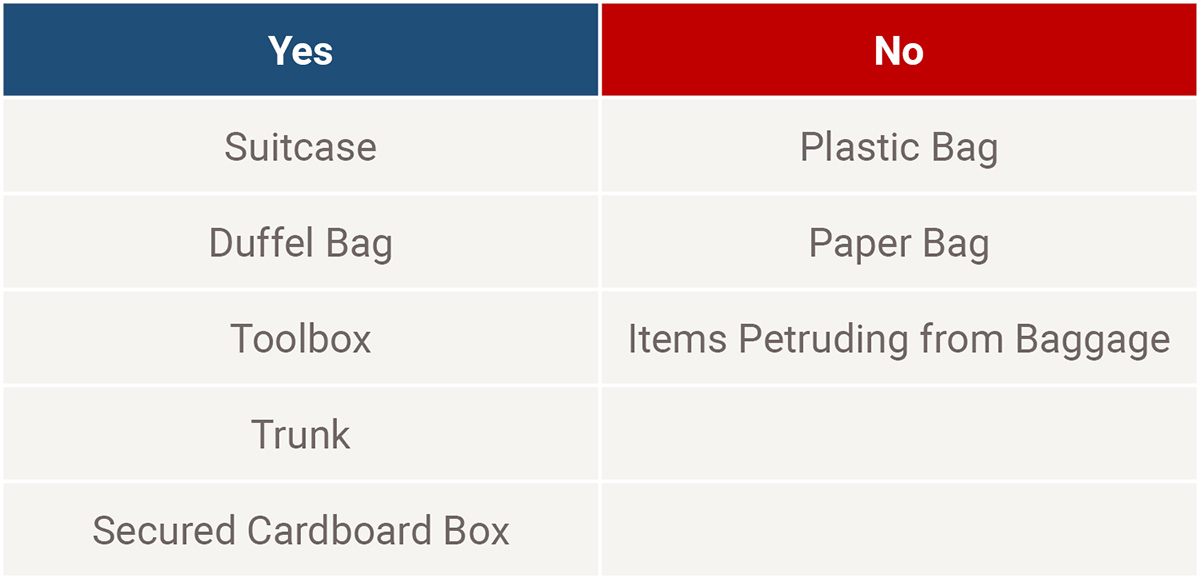 Yes
No
Suitcase
Plastic Bag
Duffel Bag
Paper Bag
Toolbox
Items Petruding from Baggage
Trunk
Secured Cardboard Box